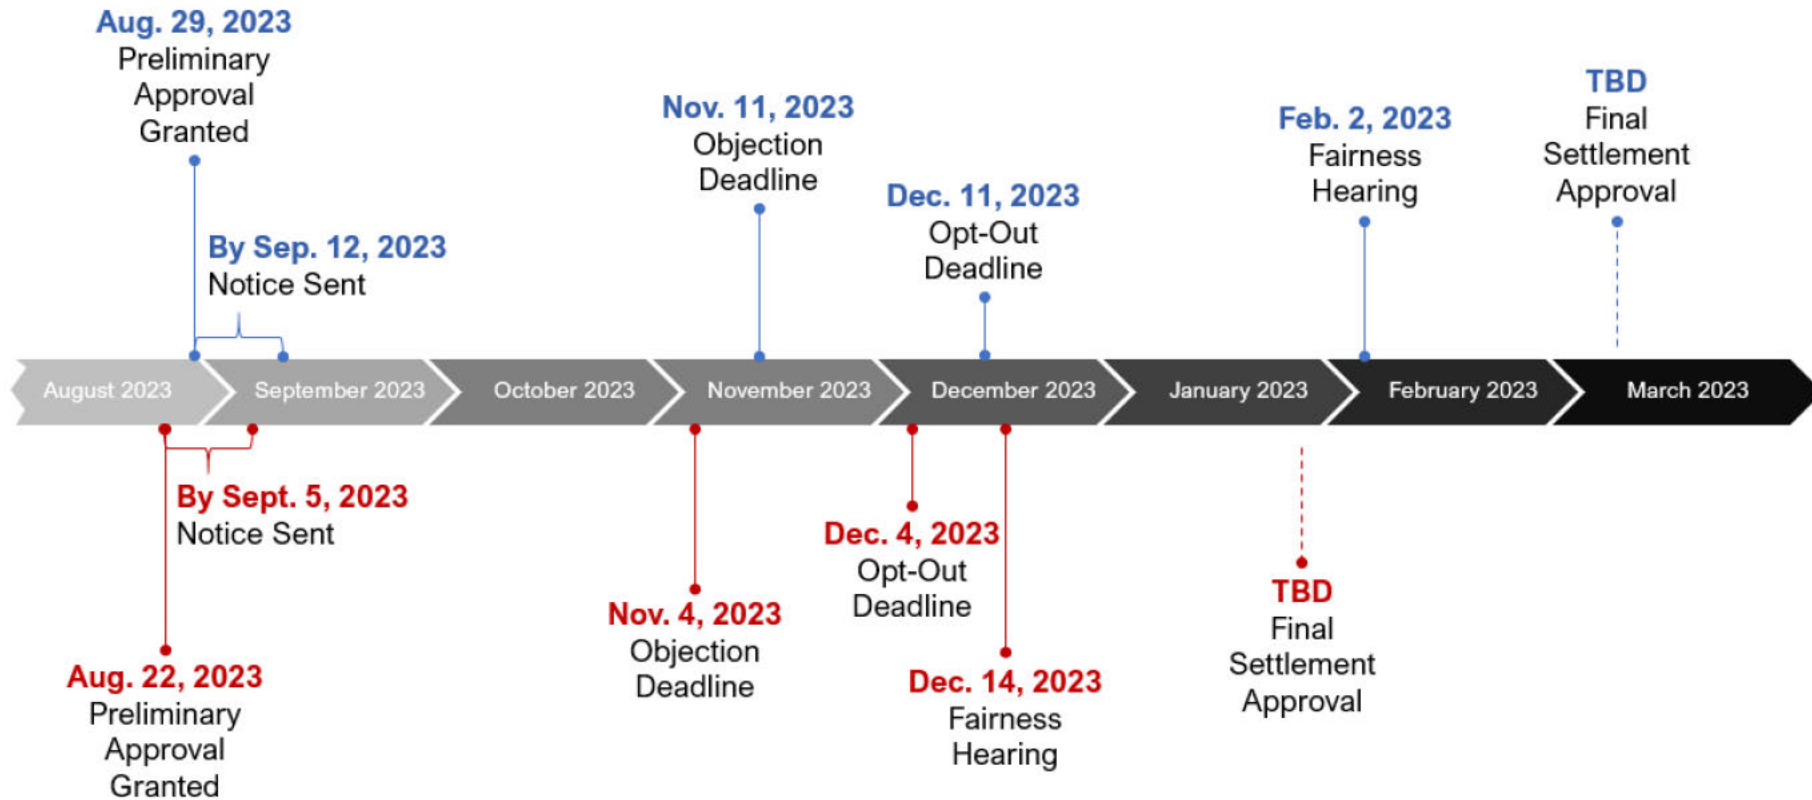 Aug. 29, 2023
Preliminary
Approval
Granted
By Sep. 12, 2023
Notice Sent
Nov. 11, 2023
Objection
Deadline
Dec. 11, 2023
Opt-Out
Deadline
Feb. 2, 2023
Fairness
Hearing
TBD
Final
Settlement
Approval
August 2023
September 2023
October 2023
November 2023
December 2023
January 2023
February 2023
March 2023
By Sept. 5, 2023
Notice Sent
Aug. 22, 2023
Preliminary
Approval
Granted
Nov. 4, 2023
Objection
Deadline
Dec. 4, 2023
Opt-Out
Deadline
Dec. 14, 2023
Fairness
Hearing
TBD
Final
Settlement
Approval